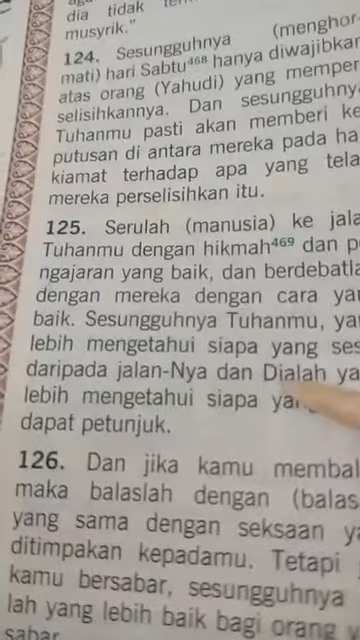 dia tidak
musyrik."
124. Sesungguhnya (menghor
mati) hari Sabtu⁴⁶⁸ hanya diwajibkan
atas orang (Yahudi) yang memper
selisihkannya. Dan sesungguhny
Tuhanmu pasti akan memberi ke
putusan di antara mereka pada ha
kiamat terhadap apa yang tela
mereka perselisihkan itu.
125. Serulah (manusia) ke jala
Tuhanmu dengan hikmah⁴⁶⁹ dan p
ngajaran yang baik, dan berdebatla
dengan mereka dengan cara ya
baik. Sesungguhnya Tuhanmu, ya
lebih mengetahui siapa yang ses
daripada jalan-Nya dan Dialah ya
lebih mengetahui siapa yan
dapat petunjuk.
126. Dan jika kamu membal
maka balaslah dengan (balas
yang sama dengan seksaan ya
ditimpakan kepadamu. Tetapi
kamu bersabar, sesungguhnya
lah yang lebih baik bagi orang y
sabar